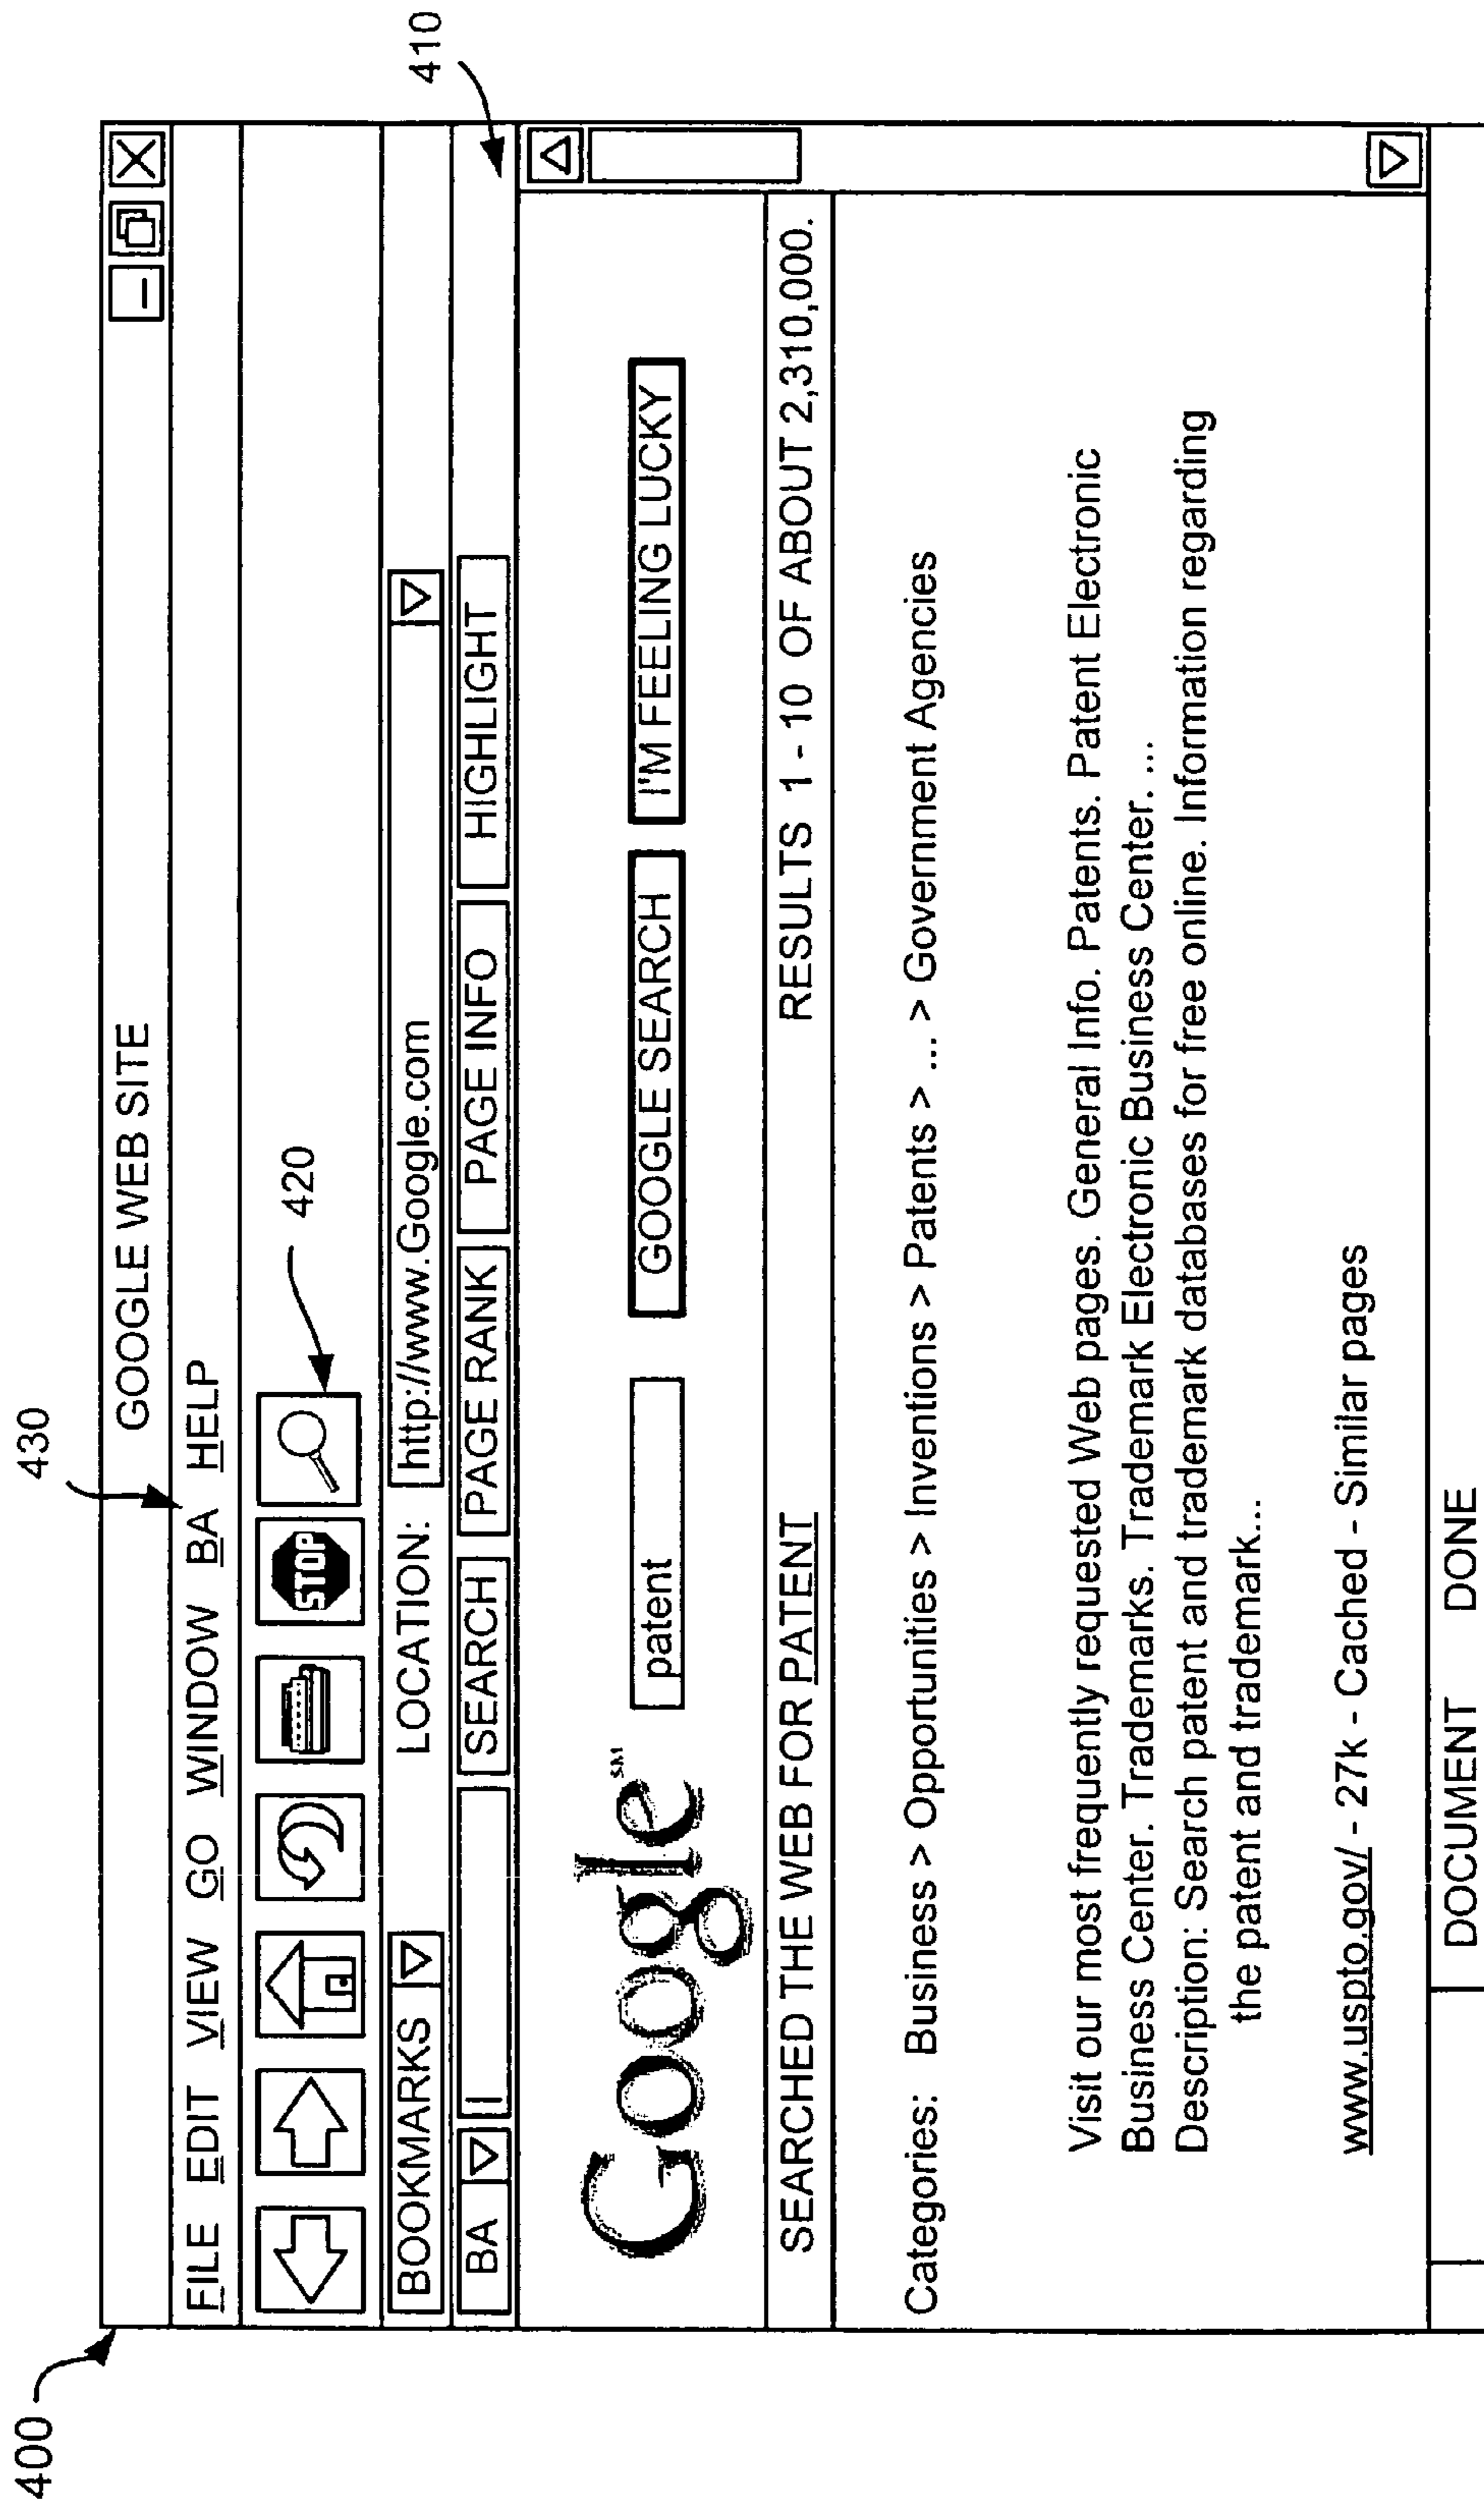 400
430
410
GOOGLE WEB SITE
FILE EDIT VIEW GO WINDOW BA HELP
STOP
420
BOOKMARKS LOCATION: http://www.Google.com
BA SEARCH PAGE RANK PAGE INFO HIGHLIGHT
Google SM patent GOOGLE SEARCH I'M FEELING LUCKY
SEARCHED THE WEB FOR PATENT RESULTS 1 - 10 OF ABOUT 2,310,000.
Categories: Business > Opportunities > Inventions > Patents > ... > Government Agencies
Visit our most frequently requested Web pages. General Info. Patents. Patent Electronic
Business Center. Trademarks. Trademark Electronic Business Center. ...
Description: Search patent and trademark databases for free online. Information regarding
the patent and trademark...
www.uspto.gov/ - 27k - Cached - Similar pages
DOCUMENT DONE